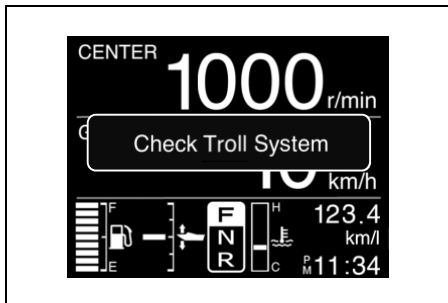 CENTER
1000 r/min
G
Check Troll System
km/h
F
E
F
N
R
H
C
123.4
km/l
PM 11:34